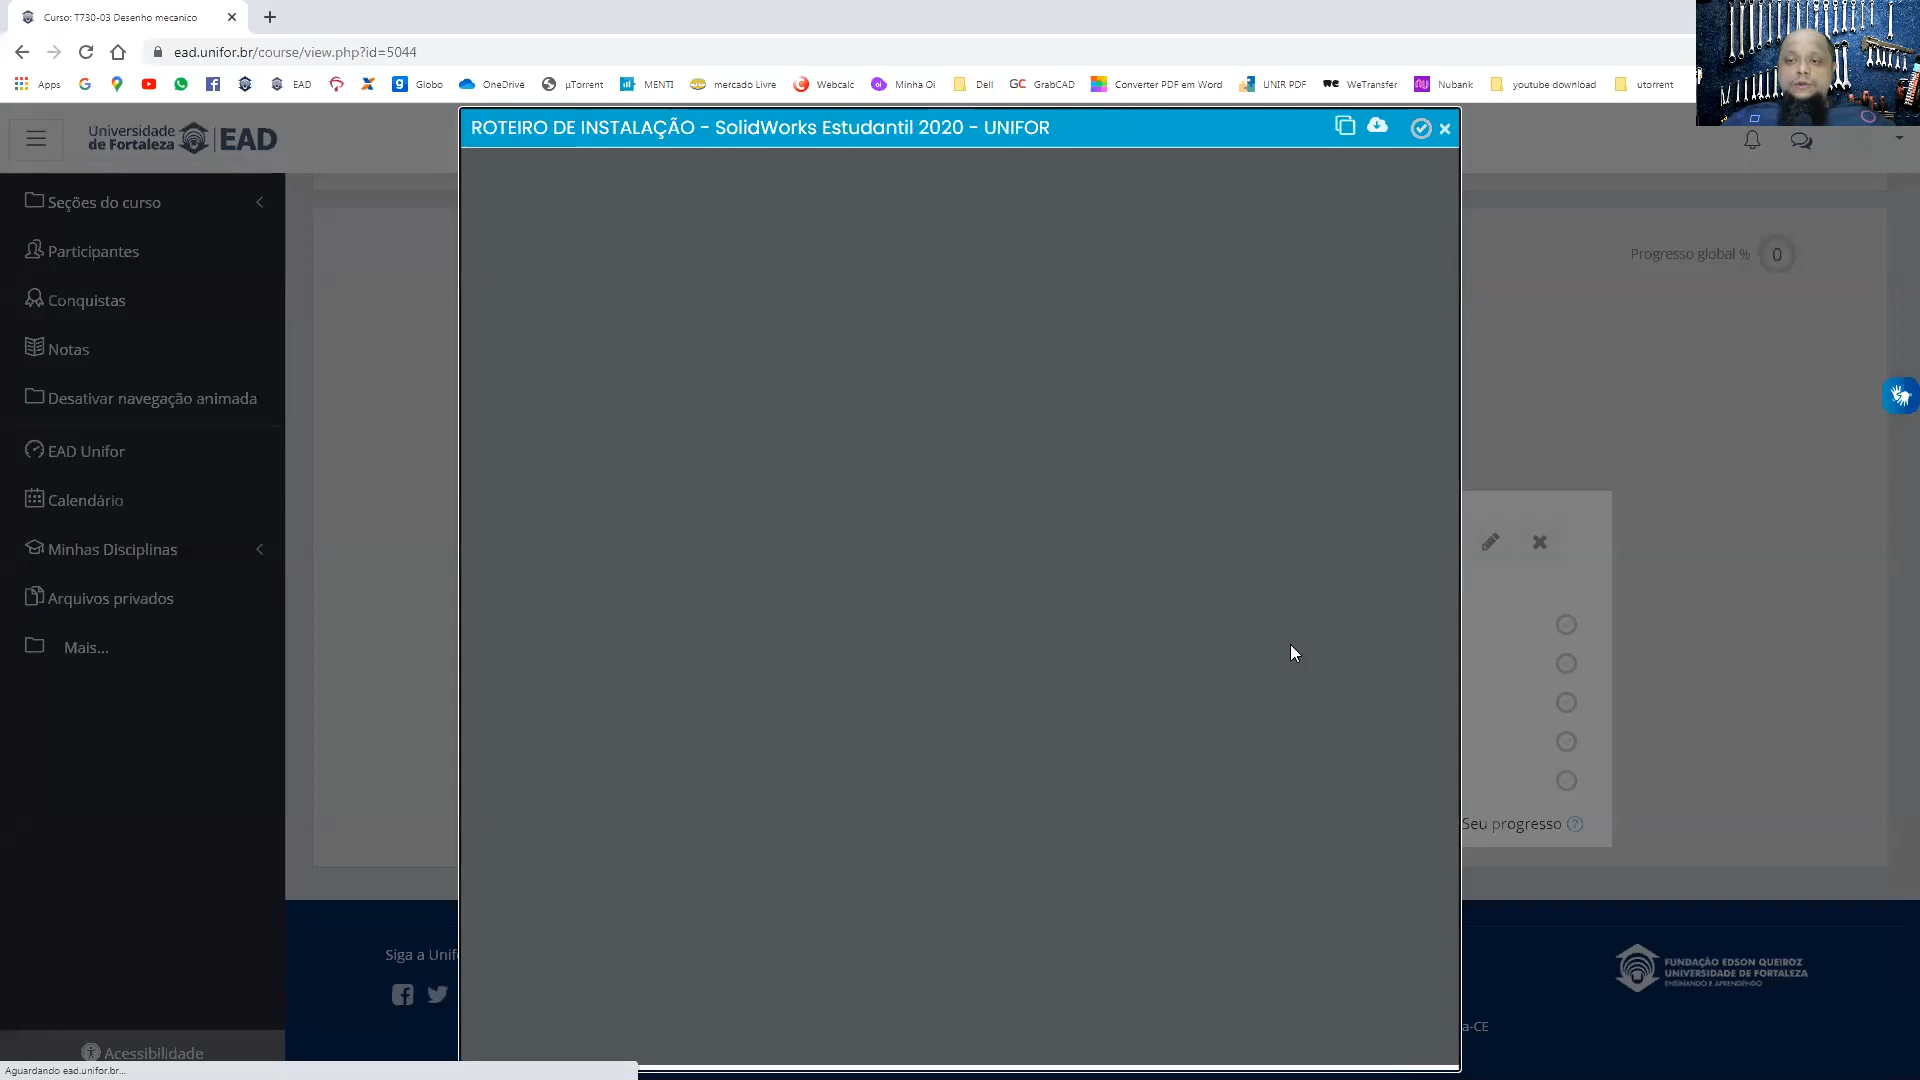 Curso: T730-03 Desenho mecanico
ead.unifor.br/course/view.php?id=5044
Apps
EAD
Globo
OneDrive
µTorrent
MENTI
mercado Livre
Webcalc
Minha Oi
Dell
GC GrabCAD
Converter PDF em Word
UNIR PDF
we WeTransfer
Nubank
youtube download
utorrent
Universidade
de Fortaleza EAD
ROTEIRO DE INSTALAÇÃO - SolidWorks Estudantil 2020 - UNIFOR
Seções do curso
Participantes
Conquistas
Notas
Desativar navegação animada
EAD Unifor
Calendário
Minhas Disciplinas
Arquivos privados
Mais...
Progresso global % 0
Seu progresso
Siga a Unif
FUNDAÇÃO EDSON QUEIROZ
UNIVERSIDADE DE FORTALEZA
ENSINANDO E APRENDENDO
a-CE
Acessibilidade
Aguardando ead.unifor.br...